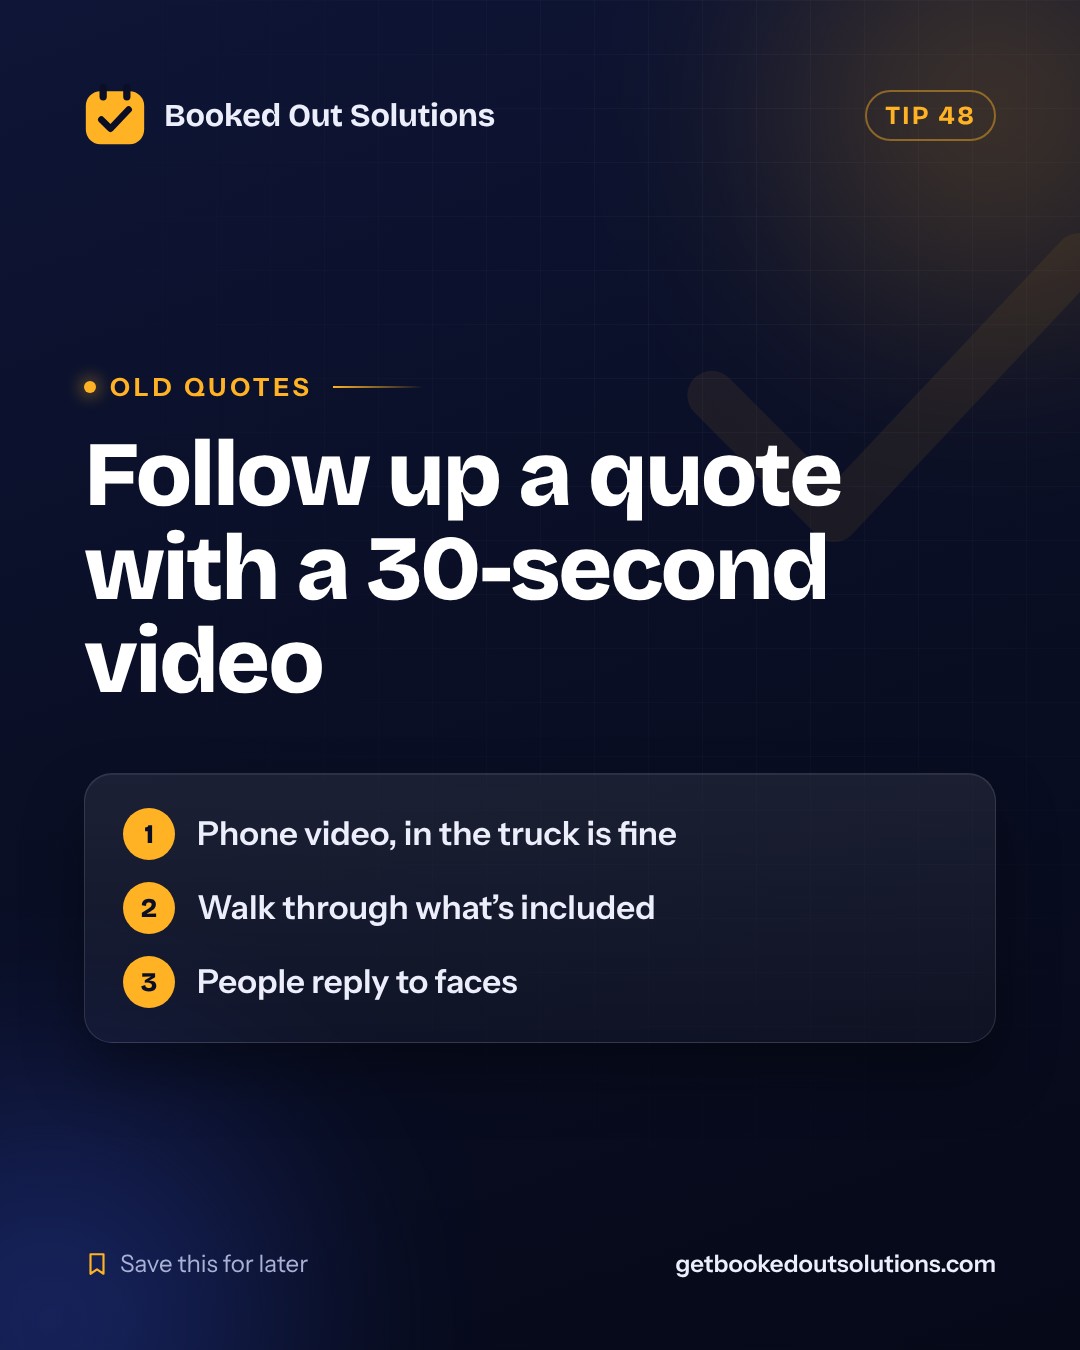 Booked Out Solutions
TIP 48
OLD QUOTES
Follow up a quote
with a 30-second
video
1 Phone video, in the truck is fine
2 Walk through what’s included
3 People reply to faces
Save this for later
getbookedoutsolutions.com